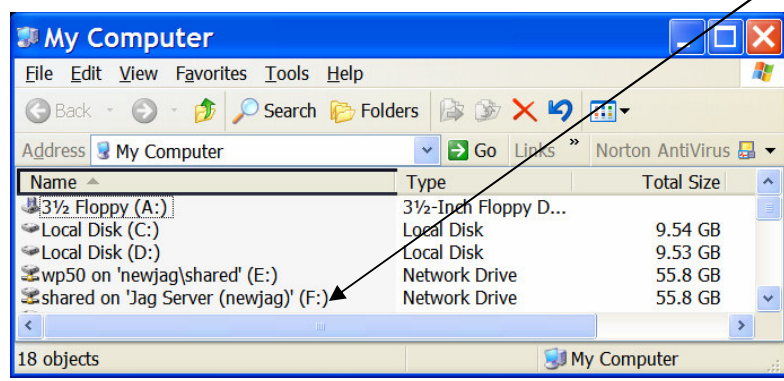 My Computer
File Edit View Favorites Tools Help
Back Search Folders
Address My Computer Go Links » Norton AntiVirus
Name Type Total Size
3½ Floppy (A:) 3½-Inch Floppy D...
Local Disk (C:) Local Disk 9.54 GB
Local Disk (D:) Local Disk 9.53 GB
wp50 on 'newjag\shared' (E:) Network Drive 55.8 GB
shared on 'Jag Server (newjag)' (F:) Network Drive 55.8 GB
18 objects My Computer